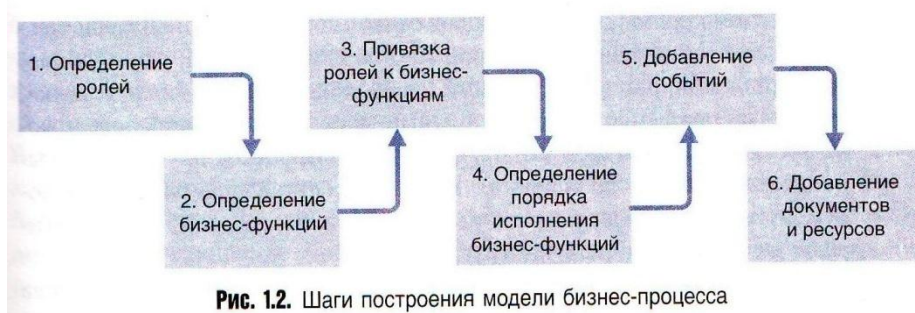 1. Определение
ролей
2. Определение
бизнес-функций
3. Привязка
ролей к бизнес-
функциям
4. Определение
порядка
исполнения
бизнес-функций
5. Добавление
событий
6. Добавление
документов
и ресурсов
Рис. 1.2. Шаги построения модели бизнес-процесса